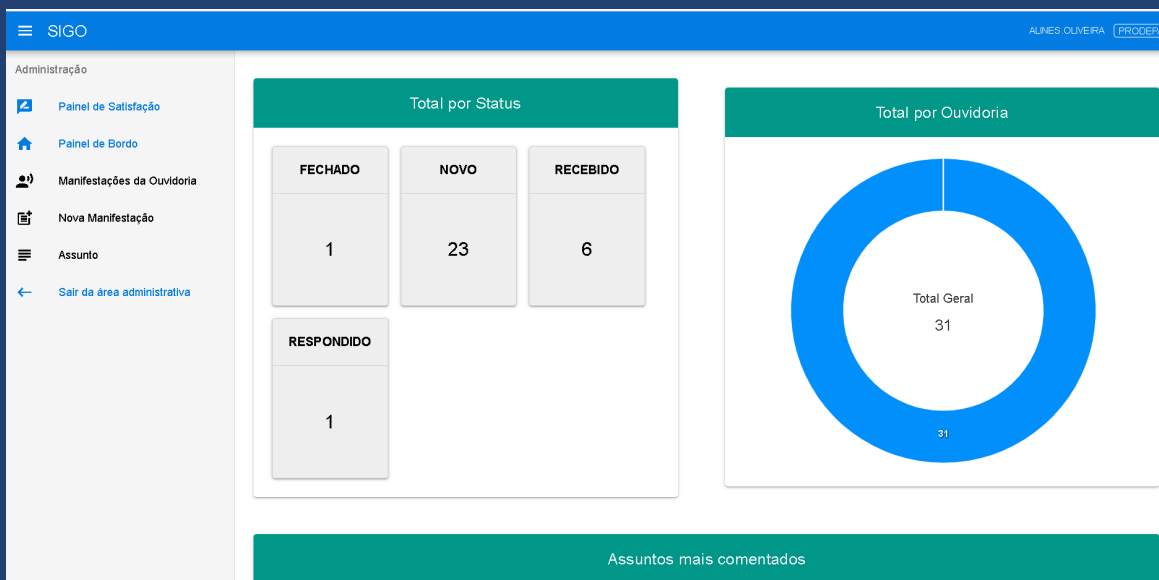 SIGO
ALINES.OLIVEIRA
Administração
Painel de Satisfação
Painel de Bordo
Manifestações da Ouvidoria
Nova Manifestação
Assunto
Sair da área administrativa
Total por Status
FECHADO
1
NOVO
23
RECEBIDO
6
RESPONDIDO
1
Total por Ouvidoria
Total Geral
31
31
Assuntos mais comentados